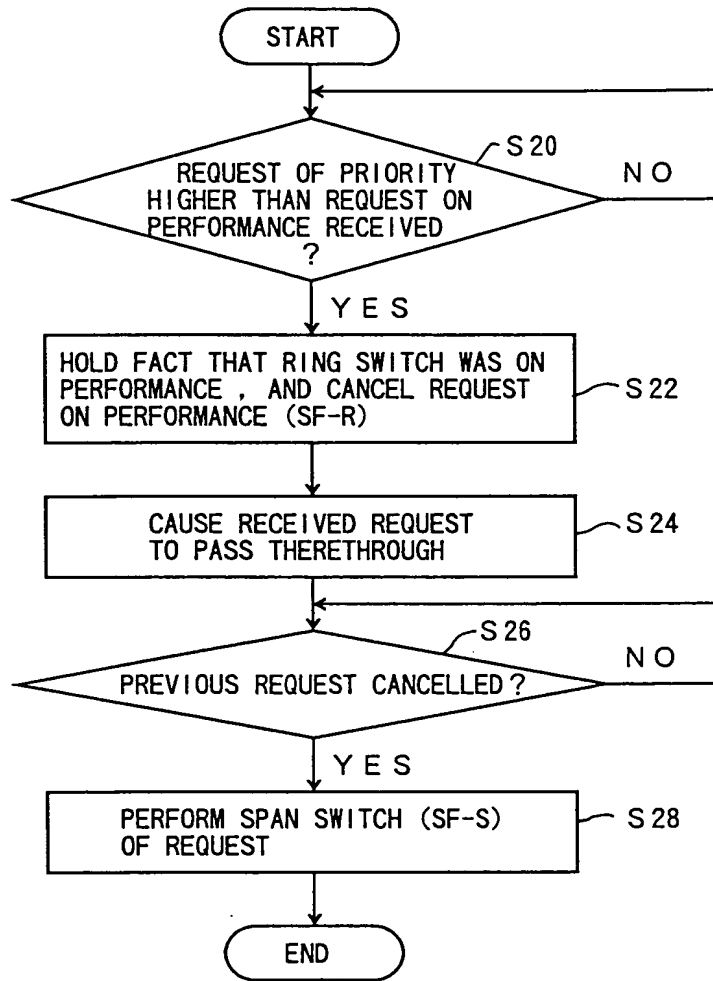 START
S20
REQUEST OF PRIORITY
HIGHER THAN REQUEST ON
PERFORMANCE RECEIVED
?
NO
YES
HOLD FACT THAT RING SWITCH WAS ON
PERFORMANCE , AND CANCEL REQUEST
ON PERFORMANCE (SF-R)
S22
CAUSE RECEIVED REQUEST
TO PASS THERETHROUGH
S24
S26
PREVIOUS REQUEST CANCELLED?
NO
YES
PERFORM SPAN SWITCH (SF-S)
OF REQUEST
S28
END